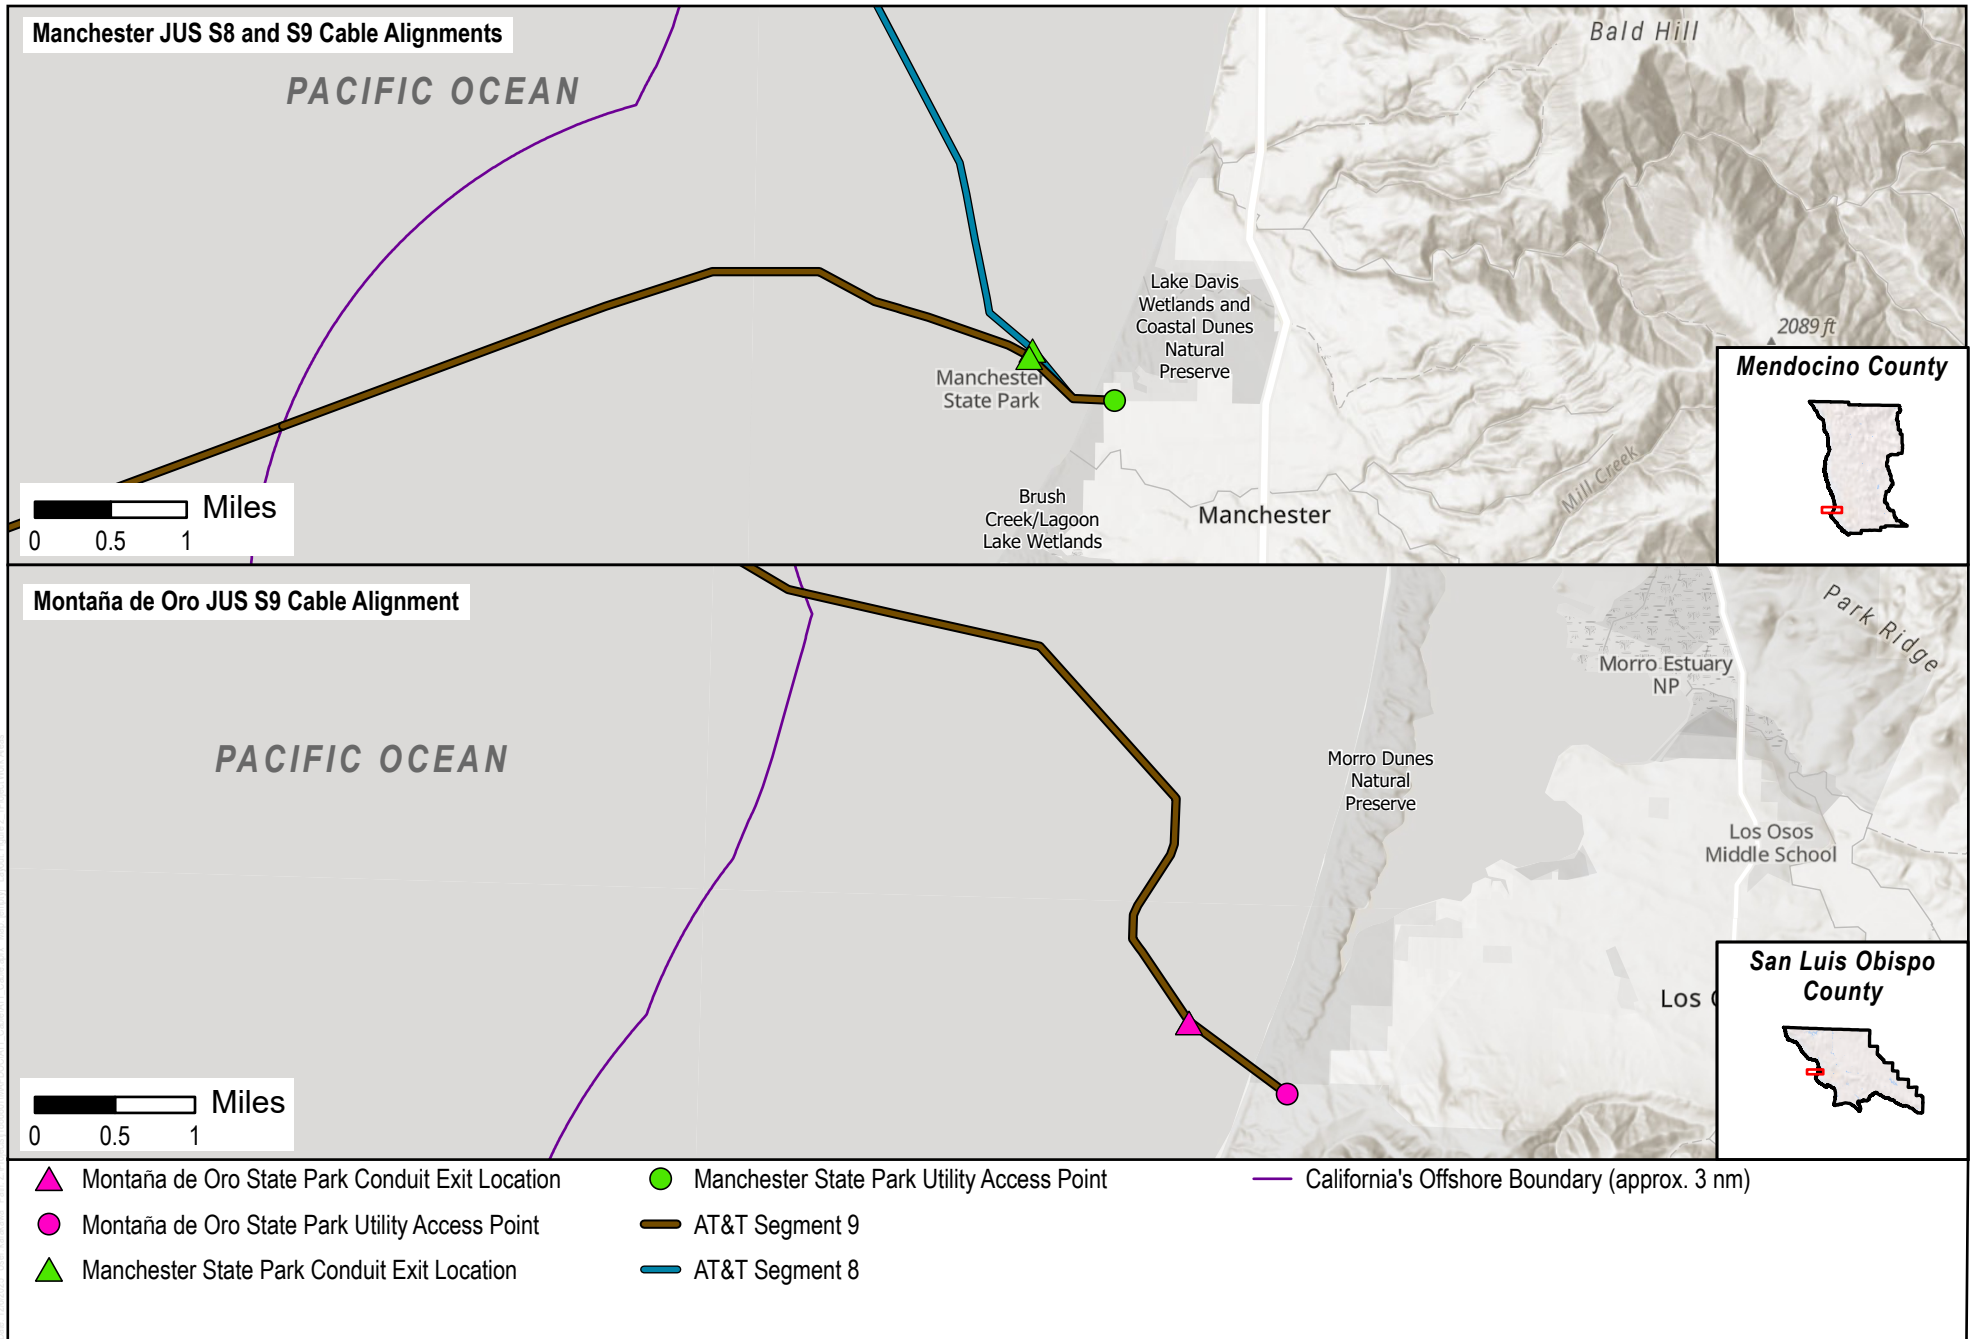 Manchester JUS S8 and S9 Cable Alignments
PACIFIC OCEAN
Bald Hill
Lake Davis
Wetlands and
Coastal Dunes
Natural
Preserve
2089 ft
Manchester
State Park
Mendocino County
Mill Creek
Brush
Creek/Lagoon
Lake Wetlands
Manchester
Miles
0 0.5 1
Montaña de Oro JUS S9 Cable Alignment
PACIFIC OCEAN
Park Ridge
Morro Estuary
NP
Morro Dunes
Natural
Preserve
Los Osos
Middle School
Los
San Luis Obispo
County
Miles
0 0.5 1
Montaña de Oro State Park Conduit Exit Location
Montaña de Oro State Park Utility Access Point
Manchester State Park Conduit Exit Location
Manchester State Park Utility Access Point
AT&T Segment 9
AT&T Segment 8
California's Offshore Boundary (approx. 3 nm)